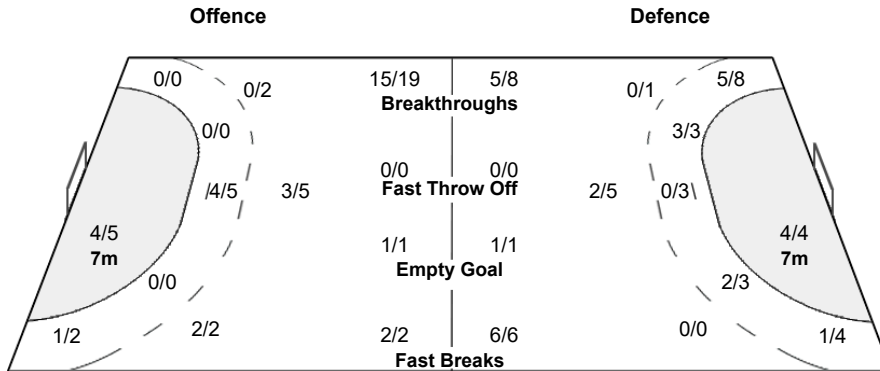 Offence Defence
0/0 0/2 15/19 5/8 0/1 5/8
Breakthroughs
0/0 3/3
0/0 0/0
4/5 3/5 Fast Throw Off 2/5 0/3
4/5 4/4
7m 7m
1/1 1/1
Empty Goal
0/0 2/3
1/2 2/2 2/2 6/6 0/0 1/4
Fast Breaks